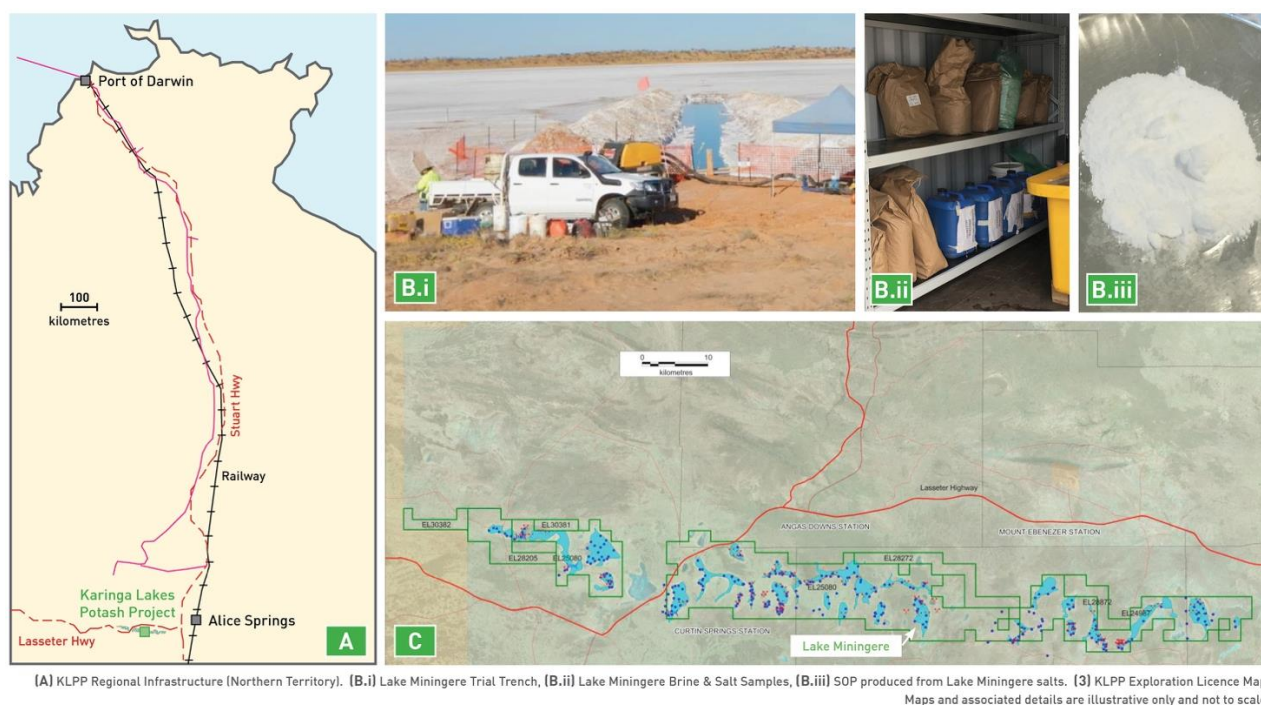 Port of Darwin
100
kilometres
Stuart Hwy
Railway
Karinga Lakes
Potash Project
Alice Springs
Lasseter Hwy
A
B.i
B.ii
B.iii
0 10
kilometres
Lasseter Highway
EL30382
EL30381
ANGAS DOWNS STATION
MOUNT EBENEZER STATION
EL28205
EL25080
EL28272
EL25080
EL28872
EL24987
CURTIN SPRINGS STATION
Lake Miningere
C
(A) KLPP Regional Infrastructure (Northern Territory). (B.i) Lake Miningere Trial Trench, (B.ii) Lake Miningere Brine & Salt Samples, (B.iii) SOP produced from Lake Miningere salts. (3) KLPP Exploration Licence Map
Maps and associated details are illustrative only and not to scale